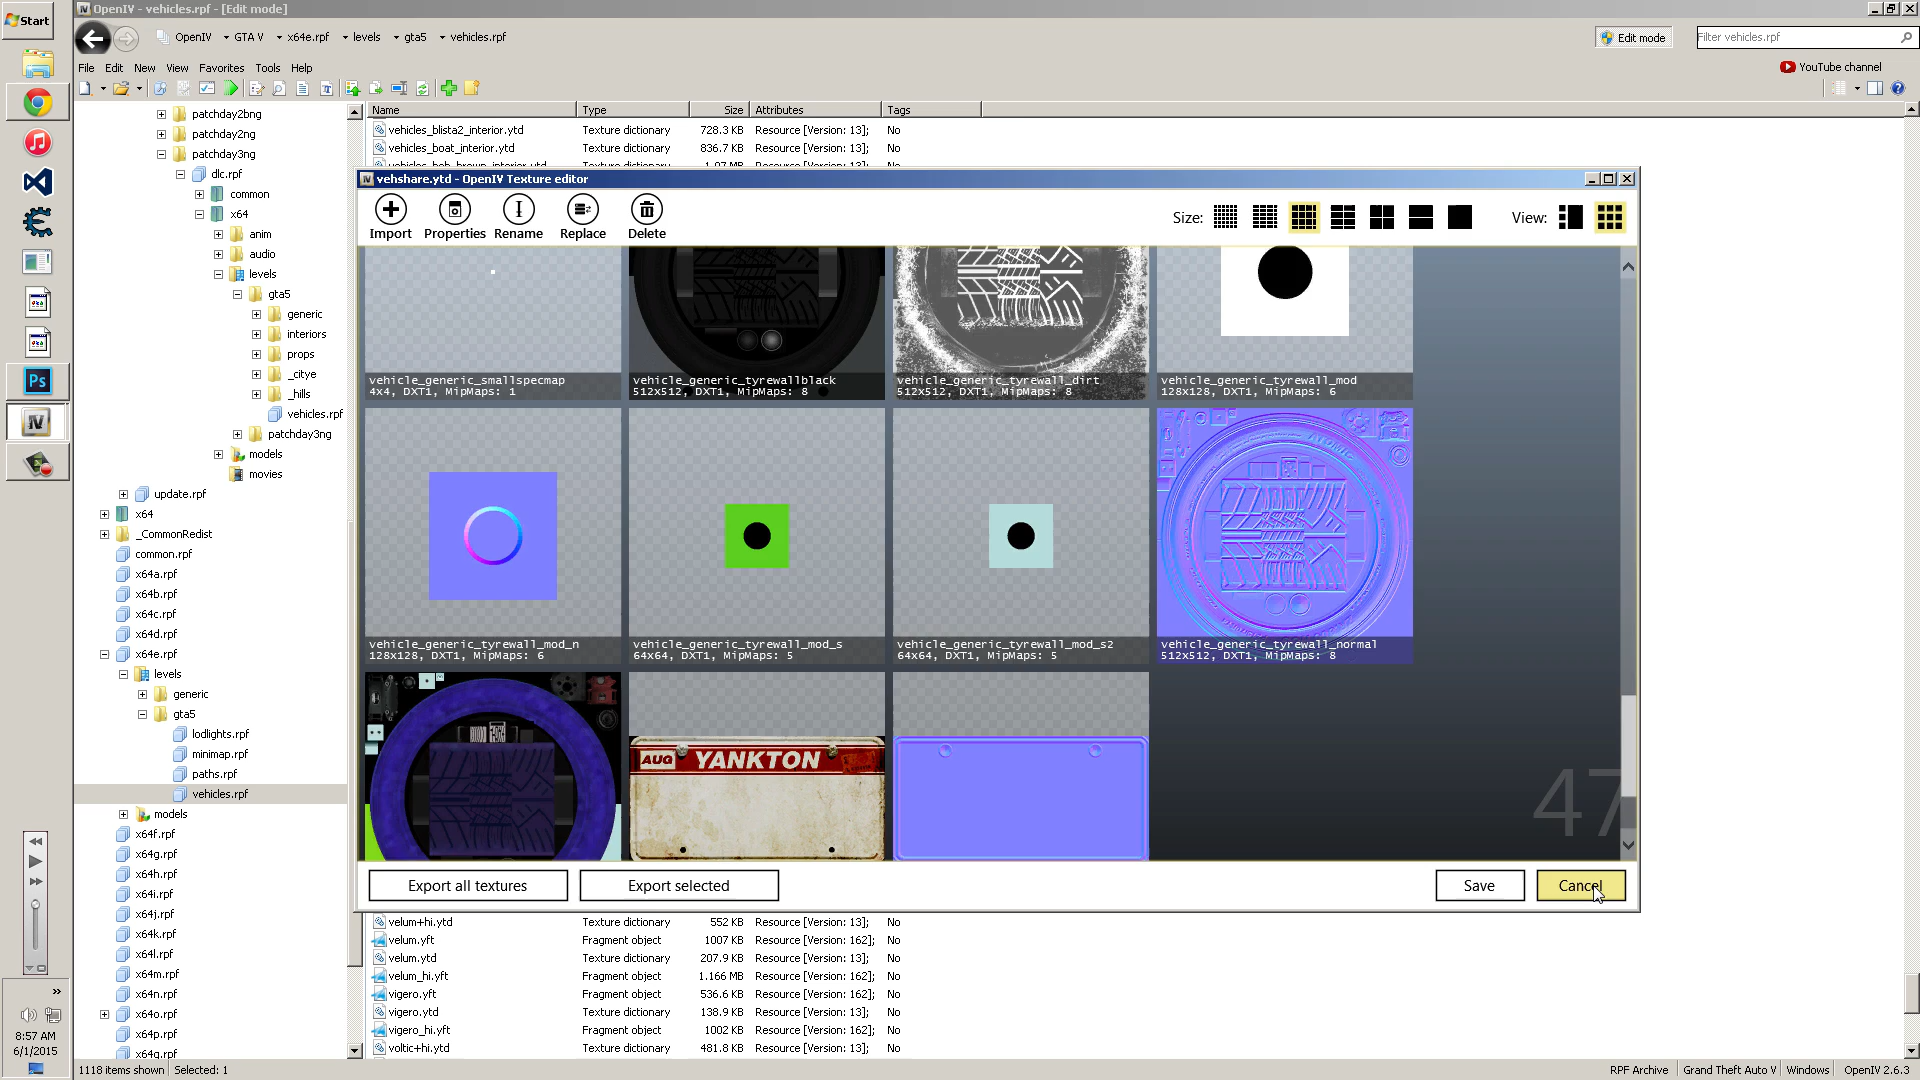 Start
OpenIV - vehicles.rpf - [Edit mode]
OpenIV GTA V x64e.rpf levels gta5 vehicles.rpf
Edit mode
Filter vehicles.rpf
File Edit New View Favorites Tools Help
YouTube channel
patchday2bng
patchday2ng
patchday3ng
dlc.rpf
common
x64
anim
audio
levels
gta5
generic
interiors
props
_citye
_hills
vehicles.rpf
patchday3ng
models
movies
update.rpf
x64
_CommonRedist
common.rpf
x64a.rpf
x64b.rpf
x64c.rpf
x64d.rpf
x64e.rpf
levels
generic
gta5
lodlights.rpf
minimap.rpf
paths.rpf
vehicles.rpf
models
x64f.rpf
x64g.rpf
x64h.rpf
x64i.rpf
x64j.rpf
x64k.rpf
x64l.rpf
x64m.rpf
x64n.rpf
x64o.rpf
x64p.rpf
x64q.rpf
Name Type Size Attributes Tags
vehicles_blista2_interior.ytd Texture dictionary 728.3 KB Resource [Version: 13]; No
vehicles_boat_interior.ytd Texture dictionary 836.7 KB Resource [Version: 13]; No
vehicles_bob_brown_interior.ytd Texture dictionary 1.07 MB Resource [Version: 13]; No
vehshare.ytd - OpenIV Texture editor
Import Properties Rename Replace Delete
Size:
View:
vehicle_generic_smallspecmap
4x4, DXT1, MipMaps: 1
vehicle_generic_tyrewallblack
512x512, DXT1, MipMaps: 8
vehicle_generic_tyrewall_dirt
512x512, DXT1, MipMaps: 8
vehicle_generic_tyrewall_mod
128x128, DXT1, MipMaps: 6
vehicle_generic_tyrewall_mod_n
128x128, DXT1, MipMaps: 6
vehicle_generic_tyrewall_mod_s
64x64, DXT1, MipMaps: 5
vehicle_generic_tyrewall_mod_s2
64x64, DXT1, MipMaps: 5
ATOMIC
vehicle_generic_tyrewall_normal
512x512, DXT1, MipMaps: 8
AUG YANKTON
47
Export all textures
Export selected
Save
Cancel
velum+hi.ytd Texture dictionary 552 KB Resource [Version: 13]; No
velum.yft Fragment object 1007 KB Resource [Version: 162]; No
velum.ytd Texture dictionary 207.9 KB Resource [Version: 13]; No
velum_hi.yft Fragment object 1.166 MB Resource [Version: 162]; No
vigero.yft Fragment object 536.6 KB Resource [Version: 162]; No
vigero.ytd Texture dictionary 138.9 KB Resource [Version: 13]; No
vigero_hi.yft Fragment object 1002 KB Resource [Version: 162]; No
voltic+hi.ytd Texture dictionary 481.8 KB Resource [Version: 13]; No
Ps
IV
8:57 AM
6/1/2015
1118 items shown Selected: 1
RPF Archive Grand Theft Auto V Windows OpenIV 2.6.3